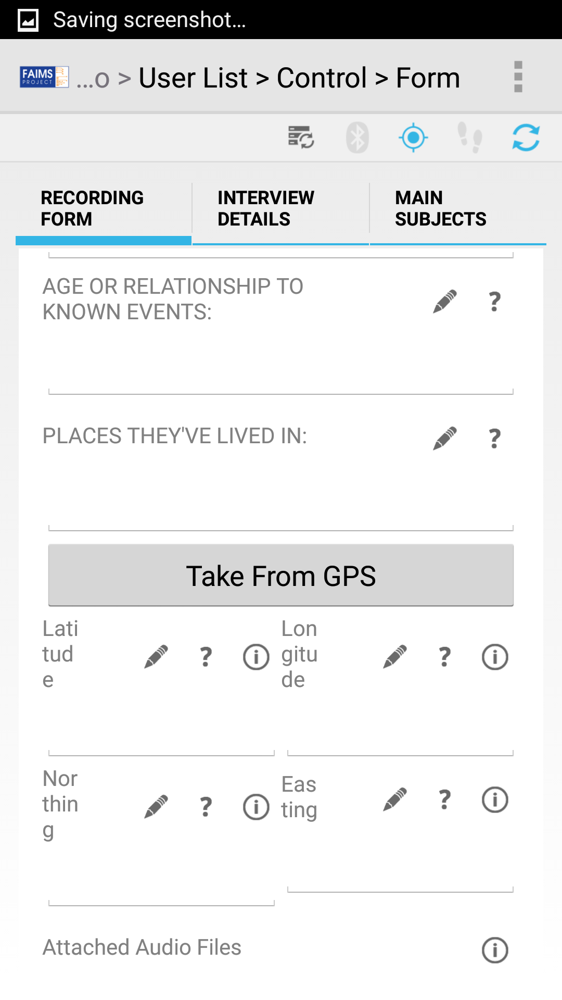 Saving screenshot...
FAIMS
PROJECT
...o > User List > Control > Form
RECORDING
FORM
INTERVIEW
DETAILS
MAIN
SUBJECTS
AGE OR RELATIONSHIP TO
KNOWN EVENTS:
?
PLACES THEY'VE LIVED IN:
?
Take From GPS
Lati
tud
e
?
i
Lon
gitu
de
?
i
Nor
thin
g
?
i
Eas
ting
?
i
Attached Audio Files
i